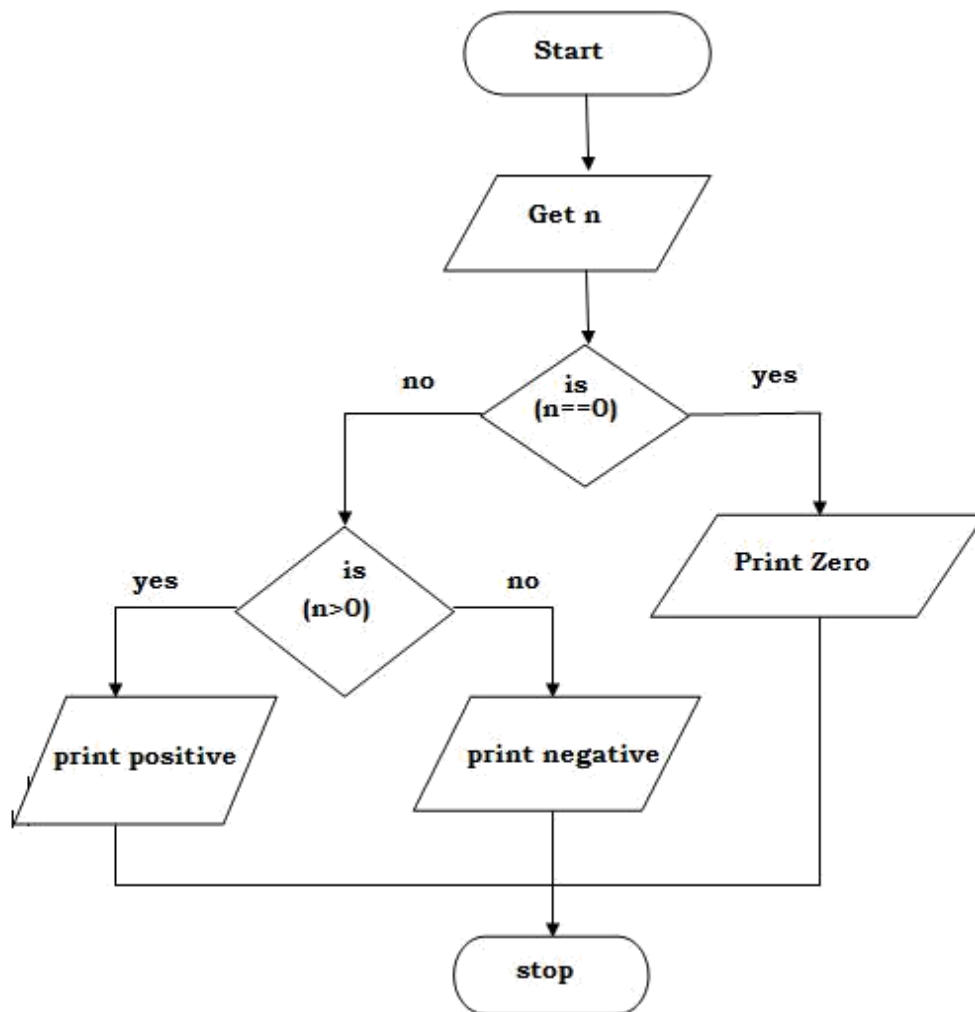 Start
Get n
no
is
(n==0)
yes
yes
is
(n>0)
no
Print Zero
print positive
print negative
stop